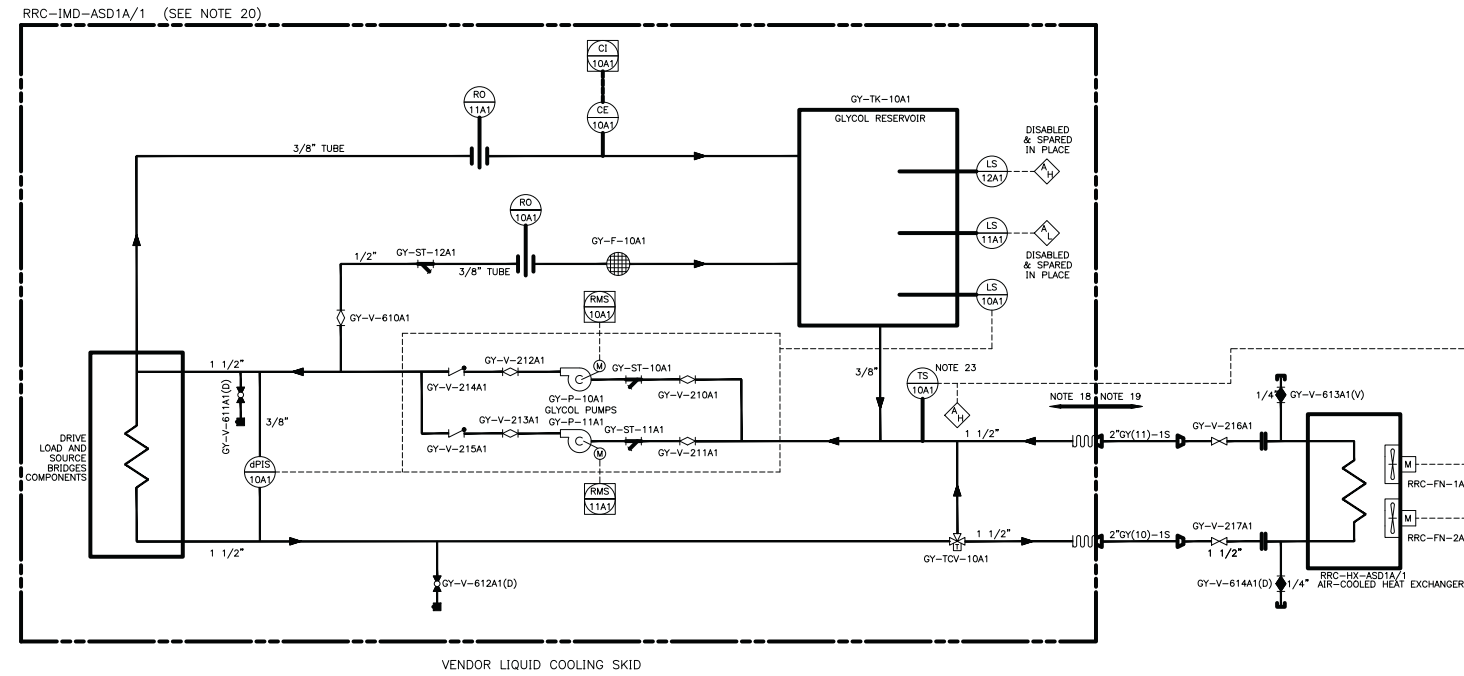 RRC-IMD-ASD1A/1 (SEE NOTE 20)
CI
10A1
CE
10A1
RO
11A1
3/8" TUBE
GY-TK-10A1
GLYCOL RESERVOIR
DISABLED
& SPARED
IN PLACE
LS
12A1
A
H
LS
11A1
A
L
DISABLED
& SPARED
IN PLACE
LS
10A1
RO
10A1
1/2"
GY-ST-12A1
3/8" TUBE
GY-F-10A1
GY-V-610A1
RMS
10A1
M
1 1/2"
GY-V-611A1(D)
3/8"
GY-V-214A1
GY-V-212A1
GY-ST-10A1
GY-V-210A1
GY-P-10A1
GLYCOL PUMPS
GY-P-11A1
GY-V-213A1
GY-V-215A1
GY-ST-11A1
GY-V-211A1
M
RMS
11A1
3/8"
TS
10A1
NOTE 23
A
H
NOTE 18
NOTE 19
1 1/2"
2"GY(11)-1S
GY-V-216A1
1/4"
GY-V-613A1(V)
M
RRC-FN-1A
M
RRC-FN-2A
DRIVE
LOAD AND
SOURCE
BRIDGES
COMPONENTS
dPIS
10A1
1 1/2"
GY-V-612A1(D)
T
GY-TCV-10A1
1 1/2"
2"GY(10)-1S
GY-V-217A1
1 1/2"
GY-V-614A1(D)
1/4"
RRC-HX-ASD1A/1
AIR-COOLED HEAT EXCHANGER
VENDOR LIQUID COOLING SKID